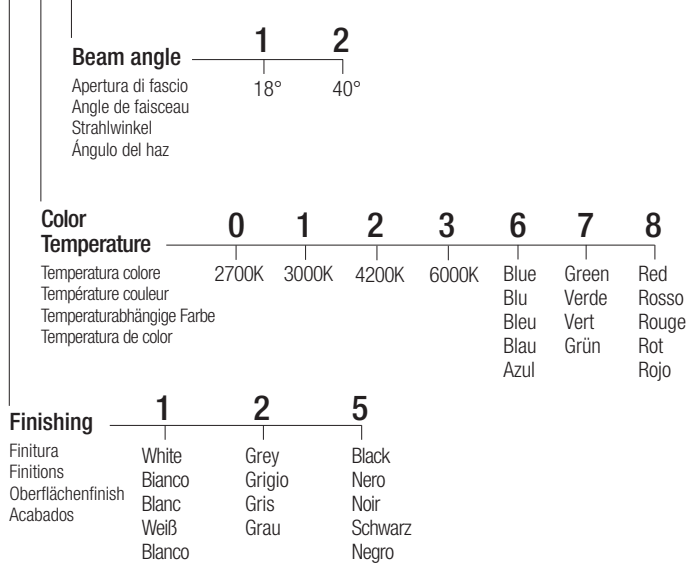 Beam angle 1 2
Apertura di fascio 18° 40°
Angle de faisceau
Strahlwinkel
Ángulo del haz
Color
Temperature 0 1 2 3 6 7 8
Temperatura colore 2700K 3000K 4200K 6000K Blue Green Red
Température couleur Blu Verde Rosso
Temperaturabhängige Farbe Bleu Vert Rouge
Temperatura de color Blau Grün Rot
Azul Rojo
Finishing 1 2 5
Finitura White Grey Black
Finitions Bianco Grigio Nero
Oberflächenfinish Blanc Gris Noir
Acabados Weiß Grau Schwarz
Blanco Negro